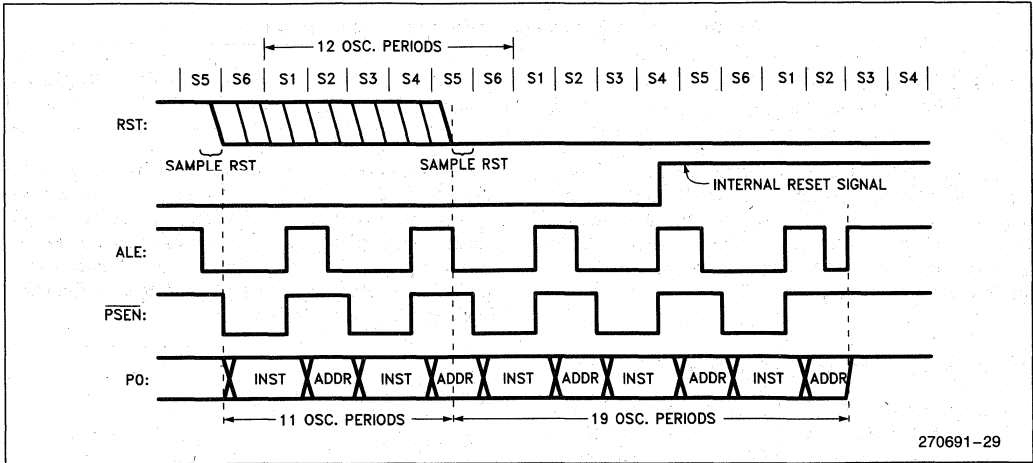 12 OSC. PERIODS
S5 S6 S1 S2 S3 S4 S5 S6 S1 S2 S3 S4 S5 S6 S1 S2 S3 S4
RST:
SAMPLE RST SAMPLE RST
INTERNAL RESET SIGNAL
ALE:
PSEN:
P0: INST ADDR INST ADDR INST ADDR INST ADDR INST ADDR
11 OSC. PERIODS 19 OSC. PERIODS
270691-29